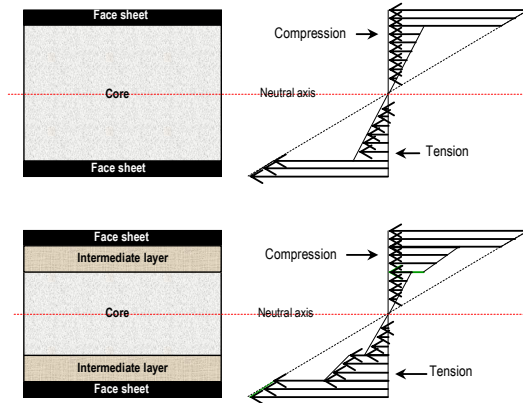 Face sheet
Compression
Core
Neutral axis
Tension
Face sheet
Face sheet
Intermediate layer
Compression
Core
Neutral axis
Intermediate layer
Tension
Face sheet